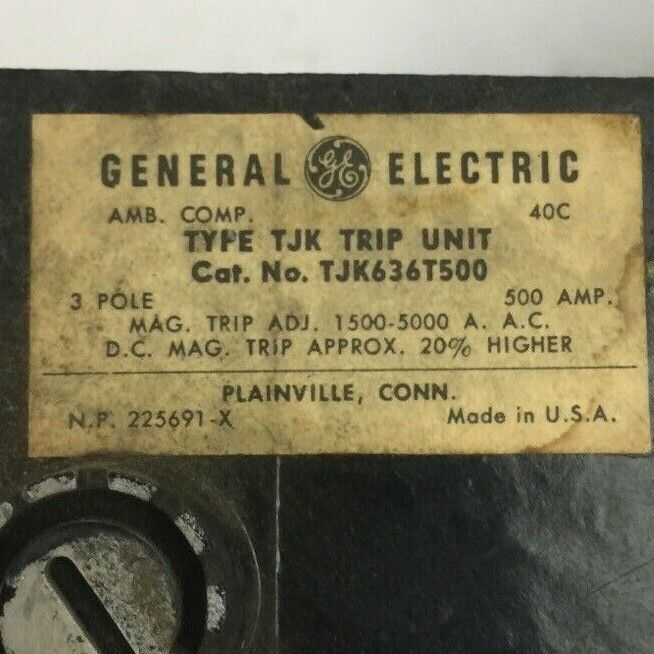 GENERAL GE ELECTRIC
AMB. COMP. 40C
TYPE TJK TRIP UNIT
Cat. No. TJK636T500
3 POLE 500 AMP.
MAG. TRIP ADJ. 1500-5000 A. A.C.
D.C. MAG. TRIP APPROX. 20% HIGHER
PLAINVILLE, CONN.
N.P. 225691-X Made in U.S.A.